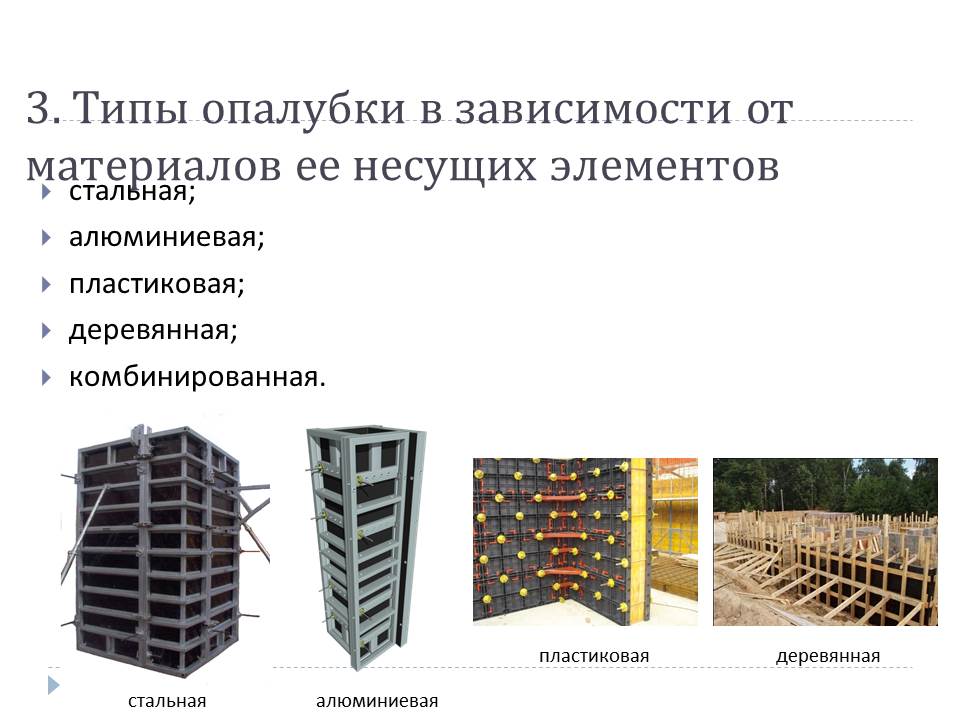 3. Типы опалубки в зависимости от
материалов ее несущих элементов
стальная;
алюминиевая;
пластиковая;
деревянная;
комбинированная.
пластиковая
деревянная
стальная
алюминиевая